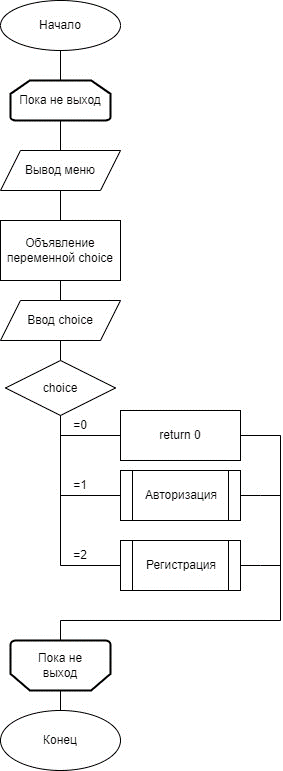 Начало
Пока не выход
Вывод меню
Объявление
переменной choice
Ввод choice
choice
=0
return 0
=1
Авторизация
=2
Регистрация
Пока не
выход
Конец